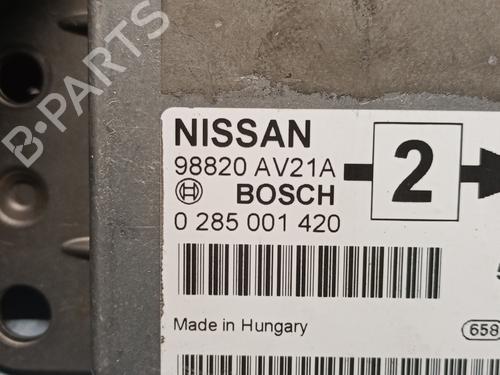 B-PARTS
NISSAN
98820 AV21A
2
BOSCH
0 285 001 420
Made in Hungary
658